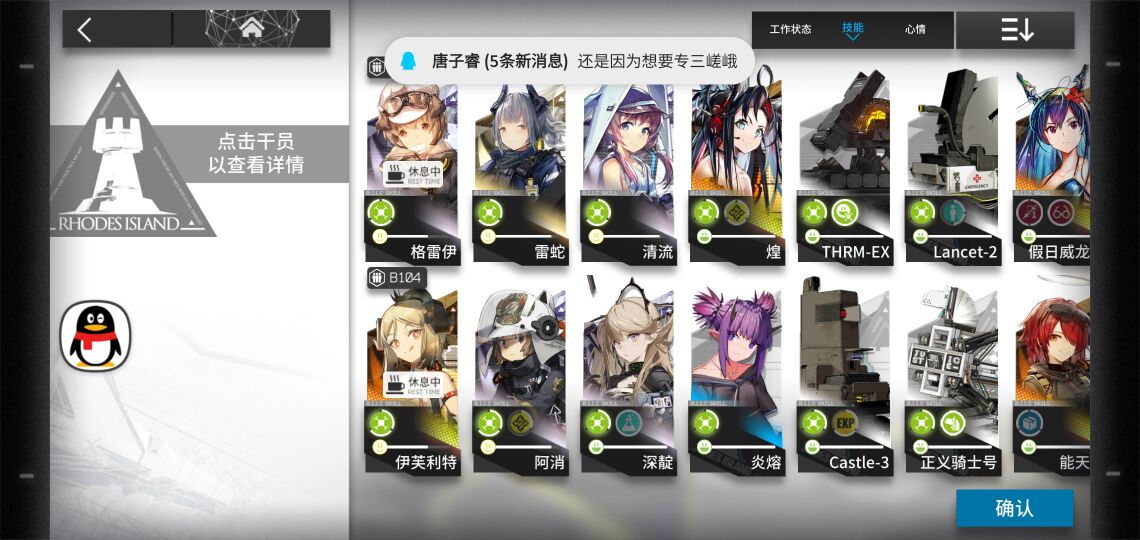 工作状态
技能
心情
唐子睿 (5条新消息) 还是因为想要专三嵯峨
点击干员
以查看详情
RHODES ISLAND
休息中
REST TIME
格雷伊
雷蛇
清流
煌
THRM-EX
EMERGENCY
Lancet-2
假日威龙
B104
休息中
REST TIME
伊芙利特
阿消
深靛
炎熔
EXP
Castle-3
正义骑士号
能天
确认